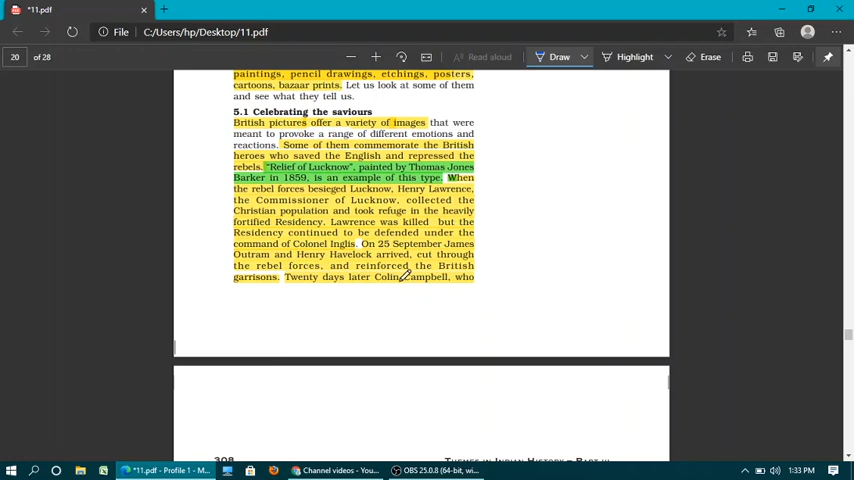 *11.pdf
File
C:/Users/hp/Desktop/11.pdf
20 of 28
Read aloud
Draw
Highlight
Erase
paintings, pencil drawings, etchings, posters,
cartoons, bazaar prints. Let us look at some of them
and see what they tell us.
5.1 Celebrating the saviours
British pictures offer a variety of images that were
meant to provoke a range of different emotions and
reactions. Some of them commemorate the British
heroes who saved the English and repressed the
rebels. “Relief of Lucknow”, painted by Thomas Jones
Barker in 1859, is an example of this type. When
the rebel forces besieged Lucknow, Henry Lawrence,
the Commissioner of Lucknow, collected the
Christian population and took refuge in the heavily
fortified Residency. Lawrence was killed but the
Residency continued to be defended under the
command of Colonel Inglis. On 25 September James
Outram and Henry Havelock arrived, cut through
the rebel forces, and reinforced the British
garrisons. Twenty days later Colin Campbell, who
308
Themes in Indian History – Part III
*11.pdf - Profile 1 - M...
Channel videos - You...
OBS 25.0.8 (64-bit, wi...
1:33 PM